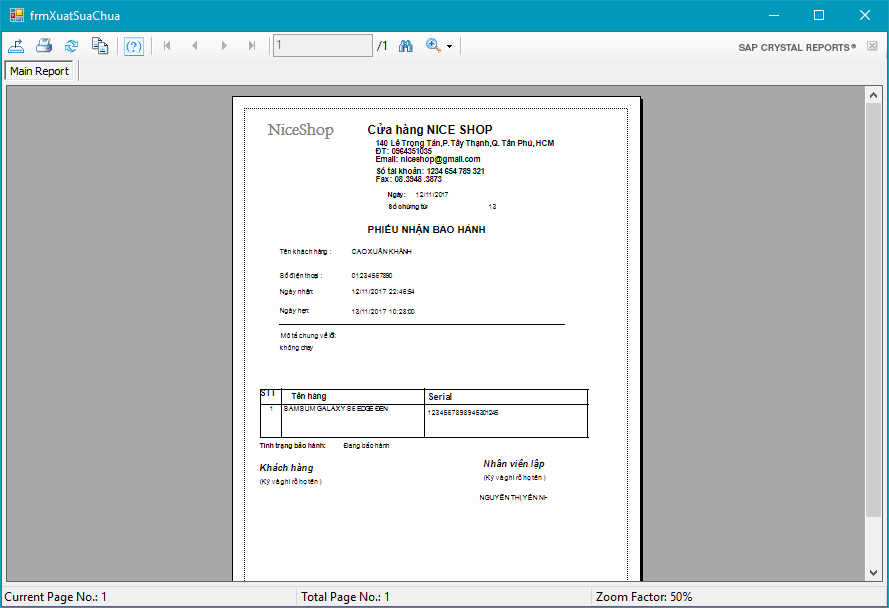 frmXuatSuaChua
1 /1
SAP CRYSTAL REPORTS®
Main Report
NiceShop
Cửa hàng NICE SHOP
140 Lê Trọng Tấn,P.Tây Thạnh,Q. Tân Phú, HCM
ĐT: 0964351035
Email: niceshop@gmail.com
Số tài khoản: 1234 654 789 321
Fax: 08.3948 .3873
Ngày: 12/11/2017
Số chứng từ 13
PHIẾU NHẬN BẢO HÀNH
Tên khách hàng : CAO XUÂN KHÁNH
Số điện thoại : 01234567890
Ngày nhận: 12/11/2017 22:46:54
Ngày hẹn: 13/11/2017 10:28:00
Mô tả chung về lỗi:
không chạy
STT Tên hàng Serial
1 SAMSUM GALAXY S6 EDGE ĐEN 1234567898945301245
Tình trạng bảo hành: Đang bảo hành
Khách hàng Nhân viên lập
(Ký và ghi rõ họ tên ) (Ký và ghi rõ họ tên )
NGUYỄN THỊ YẾN
Current Page No.: 1 Total Page No.: 1 Zoom Factor: 50%